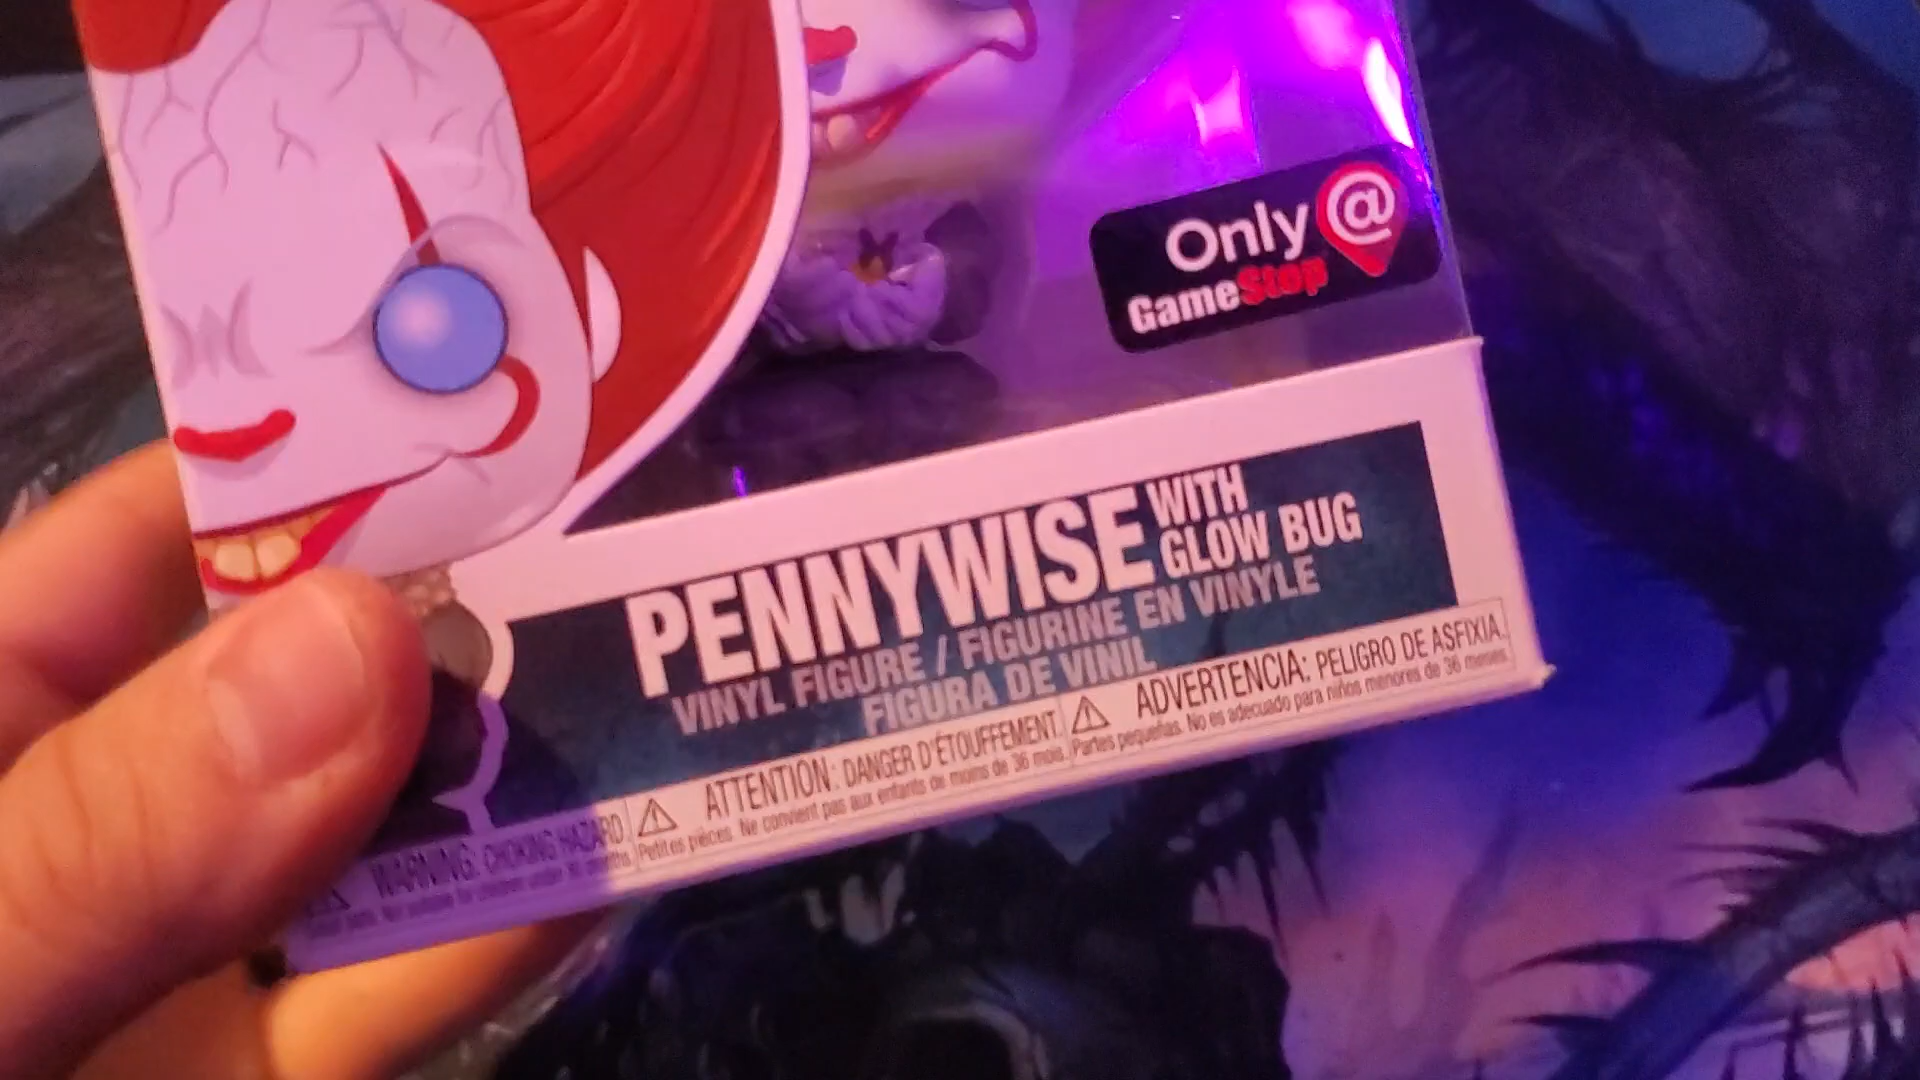 Only @
GameStop
PENNYWISE WITH
GLOW BUG
VINYL FIGURE / FIGURINE EN VINYLE
FIGURA DE VINIL
WARNING: CHOKING HAZARD.
ATTENTION: DANGER D'ÉTOUFFEMENT.
Petites pièces. Ne convient pas aux enfants de moins de 36 mois.
ADVERTENCIA: PELIGRO DE ASFIXIA.
Partes pequeñas. No es adecuado para niños menores de 36 meses.